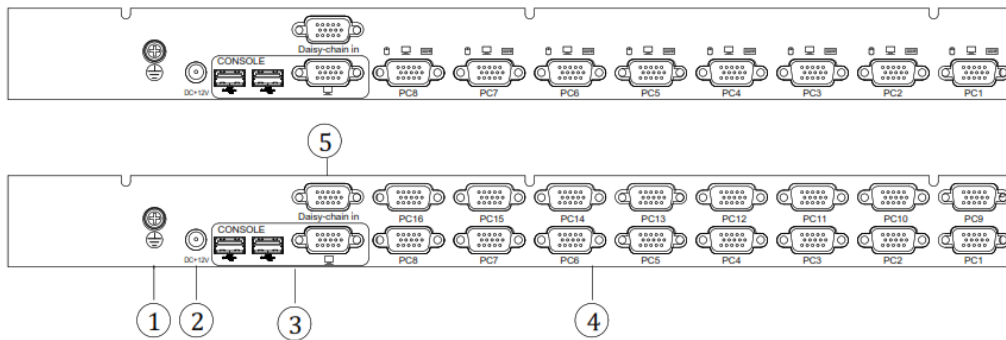 Daisy-chain in
CONSOLE
DC+12V
PC8 PC7 PC6 PC5 PC4 PC3 PC2 PC1
5
Daisy-chain in PC16 PC15 PC14 PC13 PC12 PC11 PC10 PC9
CONSOLE
DC+12V
PC8 PC7 PC6 PC5 PC4 PC3 PC2 PC1
1 2 3 4